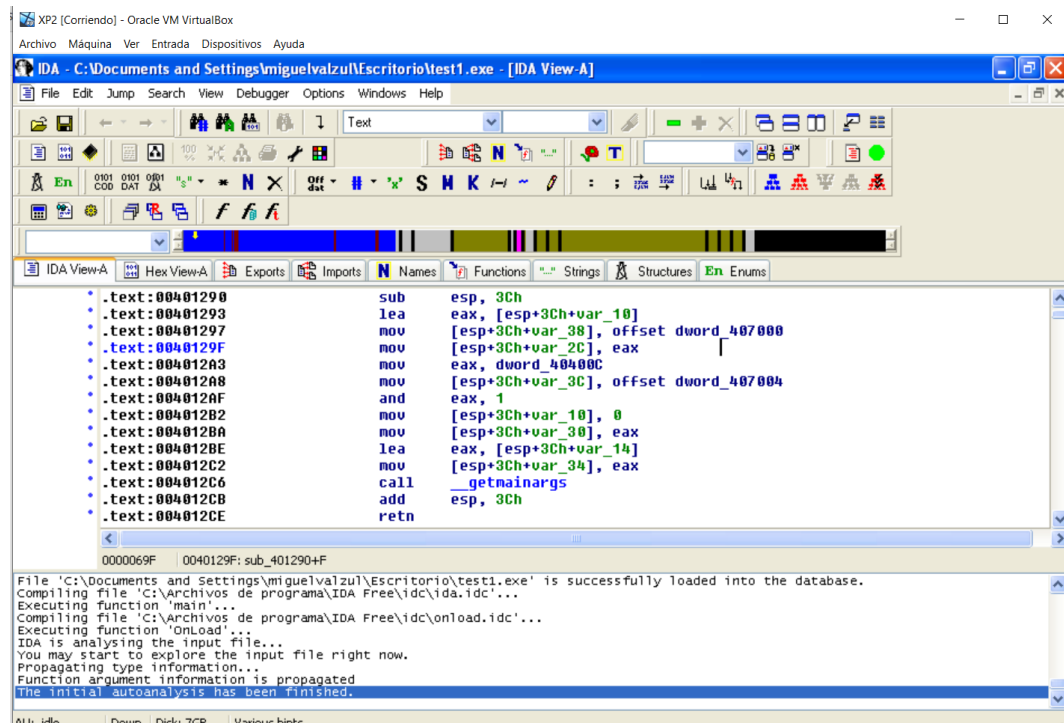 XP2 [Corriendo] - Oracle VM VirtualBox
Archivo Máquina Ver Entrada Dispositivos Ayuda
IDA - C:\Documents and Settings\miguelvalzul\Escritorio\test1.exe - [IDA View-A]
File Edit Jump Search View Debugger Options Windows Help
Text
IDA View-A Hex View-A Exports Imports N Names Functions Strings Structures En Enums
.text:00401290 sub esp, 3Ch
.text:00401293 lea eax, [esp+3Ch+var_10]
.text:00401297 mov [esp+3Ch+var_38], offset dword_407000
.text:0040129F mov [esp+3Ch+var_2C], eax
.text:004012A3 mov eax, dword_40400C
.text:004012A8 mov [esp+3Ch+var_3C], offset dword_407004
.text:004012AF and eax, 1
.text:004012B2 mov [esp+3Ch+var_10], 0
.text:004012BA mov [esp+3Ch+var_30], eax
.text:004012BE lea eax, [esp+3Ch+var_14]
.text:004012C2 mov [esp+3Ch+var_34], eax
.text:004012C6 call __getmainargs
.text:004012CB add esp, 3Ch
.text:004012CE retn
0000069F 0040129F: sub_401290+F
File 'C:\Documents and Settings\miguelvalzul\Escritorio\test1.exe' is successfully loaded into the database.
Compiling file 'C:\Archivos de programa\IDA Free\idc\ida.idc'...
Executing function 'main'...
Compiling file 'C:\Archivos de programa\IDA Free\idc\onload.idc'...
Executing function 'OnLoad'...
IDA is analysing the input file...
You may start to explore the input file right now.
Propagating type information...
Function argument information is propagated
The initial autoanalysis has been finished.
AU: idle Down Disk: 7GB Various hints